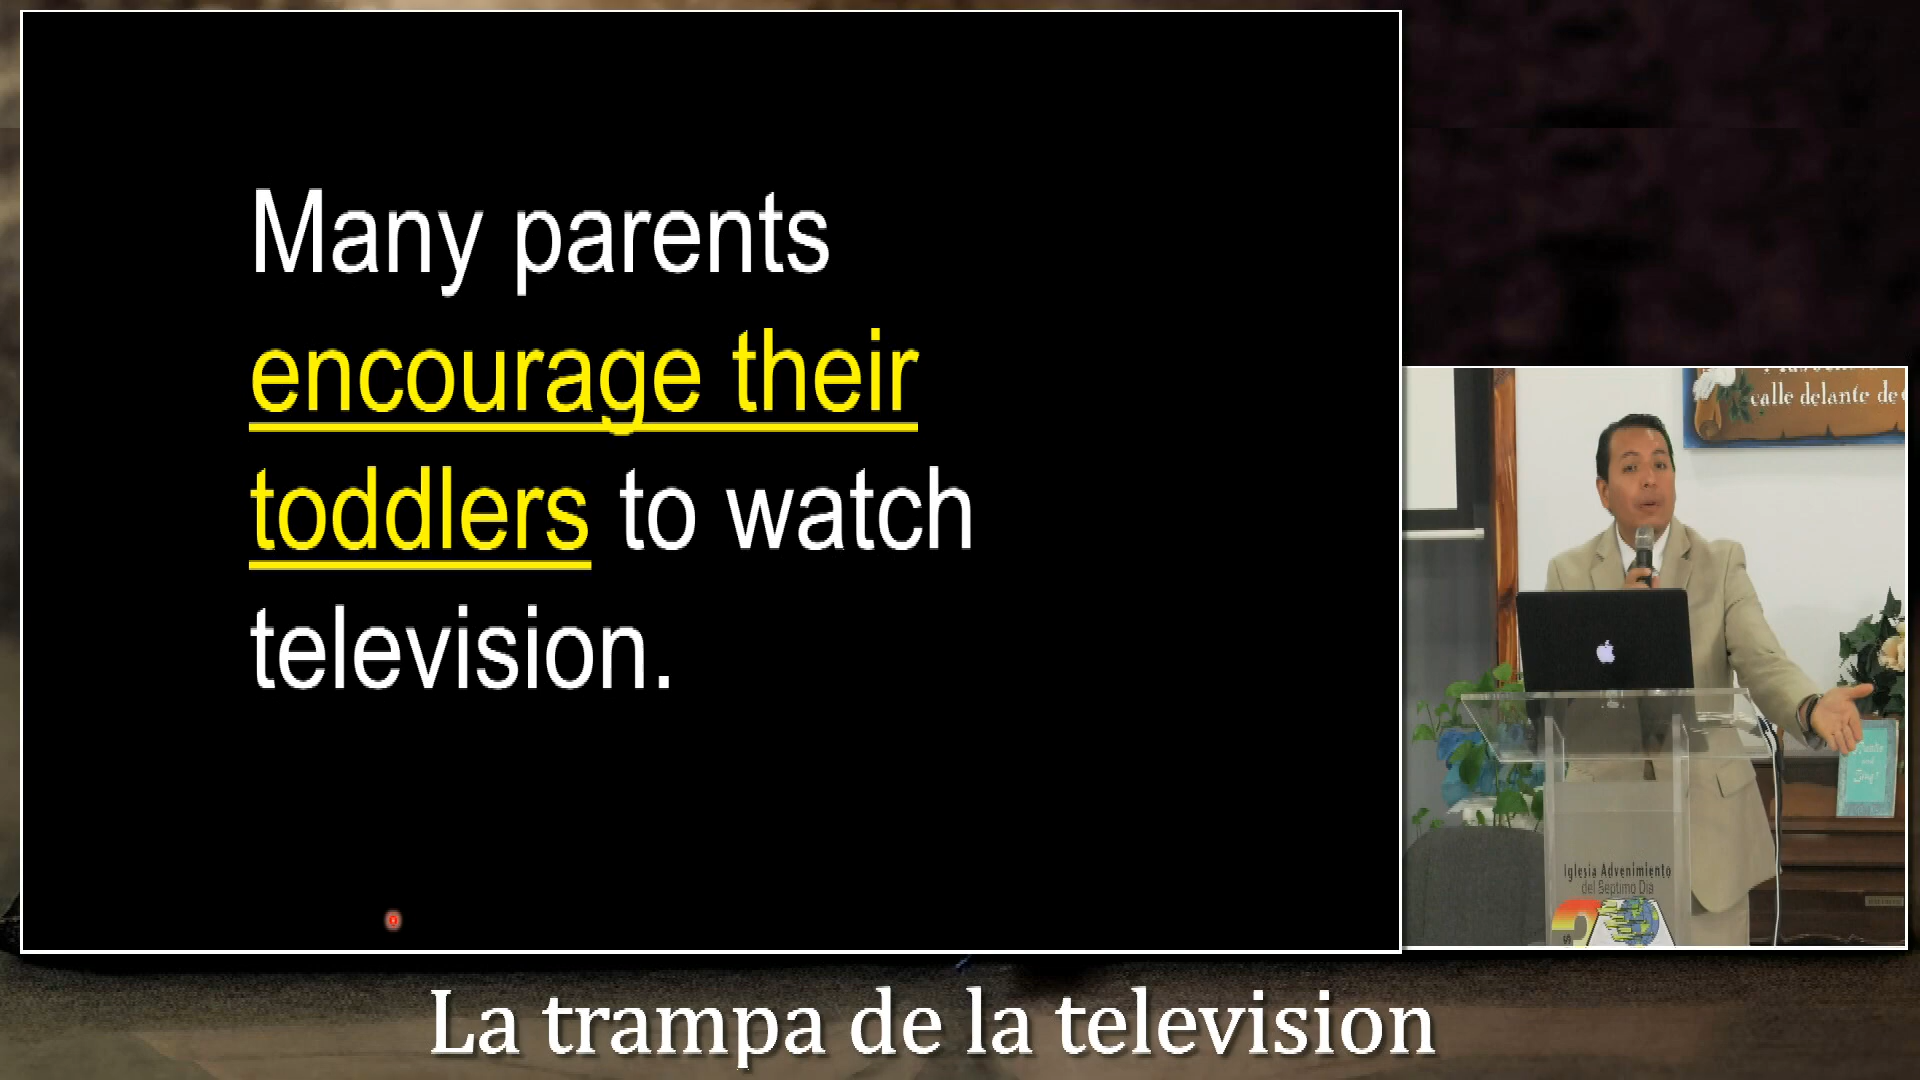 Many parents
encourage their
toddlers to watch
television.
calle delante de
Iglesia Advenimiento
del Septimo Dia
La trampa de la television